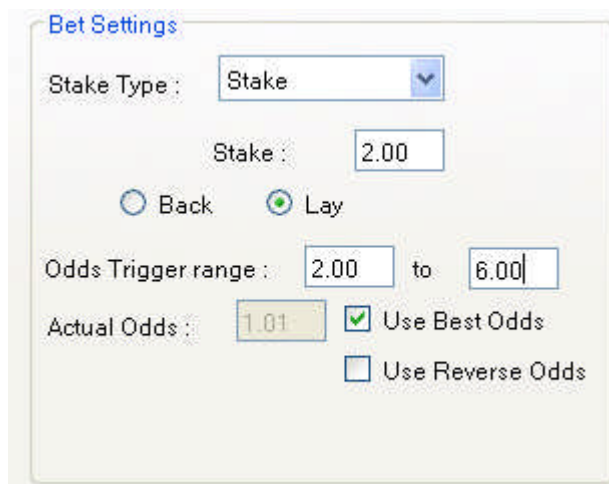 Bet Settings
Stake Type : Stake
Stake : 2.00
Back Lay
Odds Trigger range : 2.00 to 6.00
Actual Odds : 1.01 Use Best Odds
Use Reverse Odds